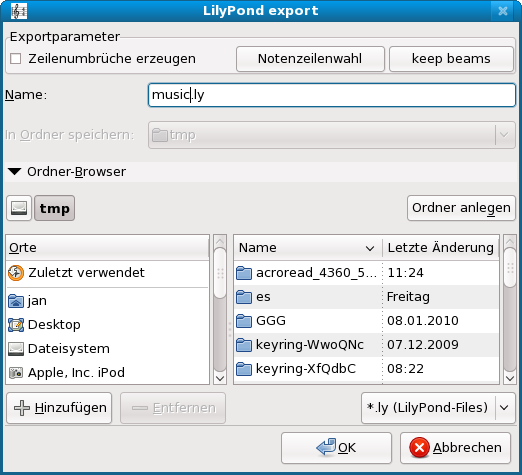 LilyPond export
Exportparameter
Zeilenumbrüche erzeugen Notenzeilenwahl keep beams
Name: music.ly
In Ordner speichern: tmp
Ordner-Browser
tmp Ordner anlegen
Orte Name Letzte Änderung
Zuletzt verwendet acroread_4360_5... 11:24
jan es Freitag
Desktop GGG 08.01.2010
Dateisystem keyring-WwoQNc 07.12.2009
Apple, Inc. iPod keyring-XfQdbC 08:22
Hinzufügen Entfernen *.ly (LilyPond-Files)
OK Abbrechen